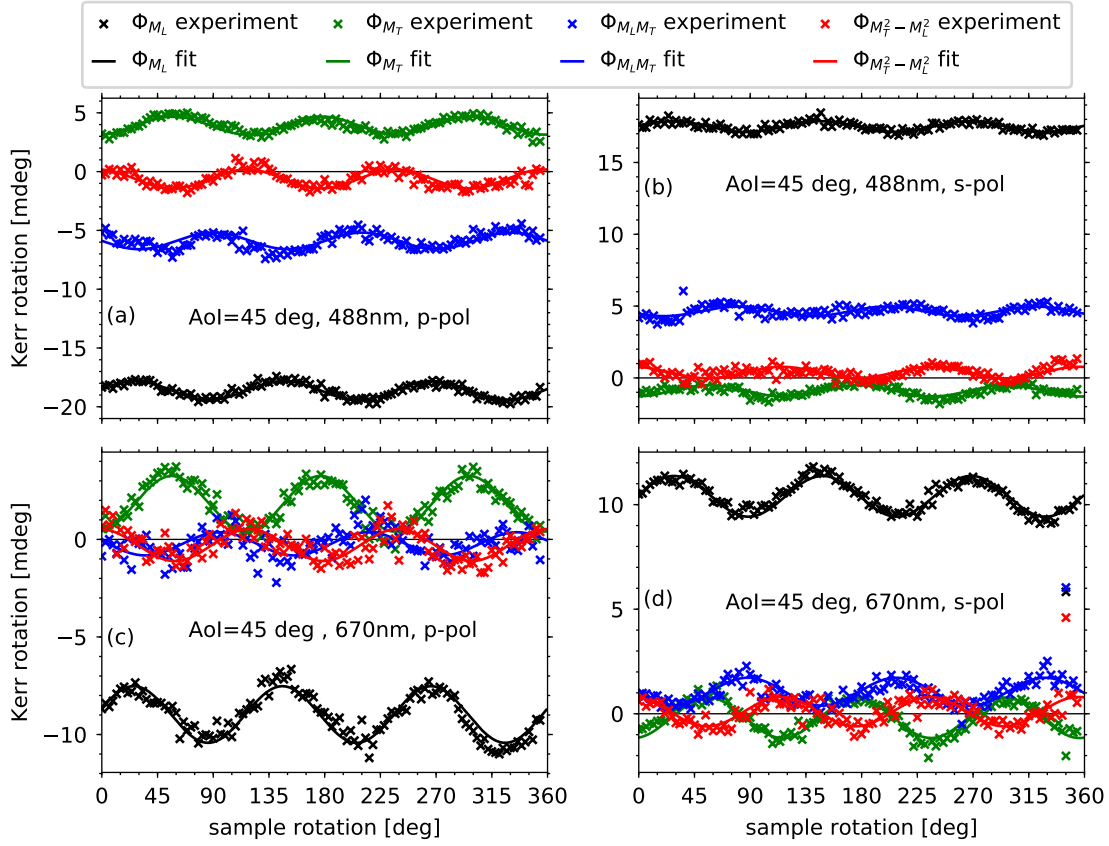 Φ_{M_L} experiment Φ_{M_T} experiment Φ_{M_L M_T} experiment Φ_{M_T^2−M_L^2} experiment
Φ_{M_L} fit Φ_{M_T} fit Φ_{M_L M_T} fit Φ_{M_T^2−M_L^2} fit
Kerr rotation [mdeg]
5
0
−5
−10
−15
−20
(a)
AoI=45 deg, 488nm, p-pol
15
10
5
0
(b)
AoI=45 deg, 488nm, s-pol
Kerr rotation [mdeg]
0
−5
−10
(c)
AoI=45 deg , 670nm, p-pol
0 45 90 135 180 225 270 315 360
sample rotation [deg]
10
5
0
(d)
AoI=45 deg, 670nm, s-pol
0 45 90 135 180 225 270 315 360
sample rotation [deg]